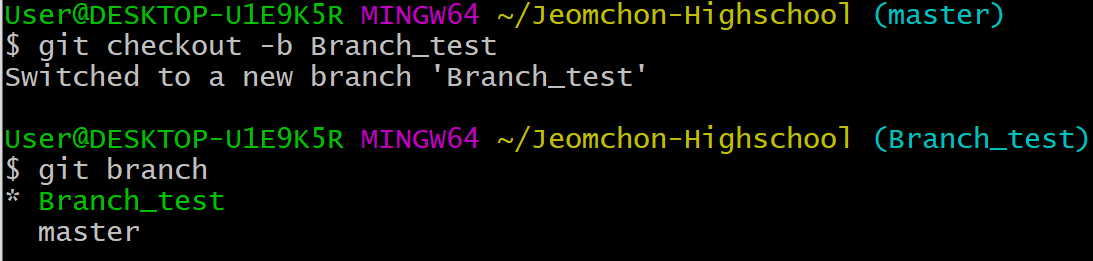 User@DESKTOP-U1E9K5R MINGW64 ~/Jeomchon-Highschool (master)
$ git checkout -b Branch_test
Switched to a new branch 'Branch_test'
User@DESKTOP-U1E9K5R MINGW64 ~/Jeomchon-Highschool (Branch_test)
$ git branch
* Branch_test
  master